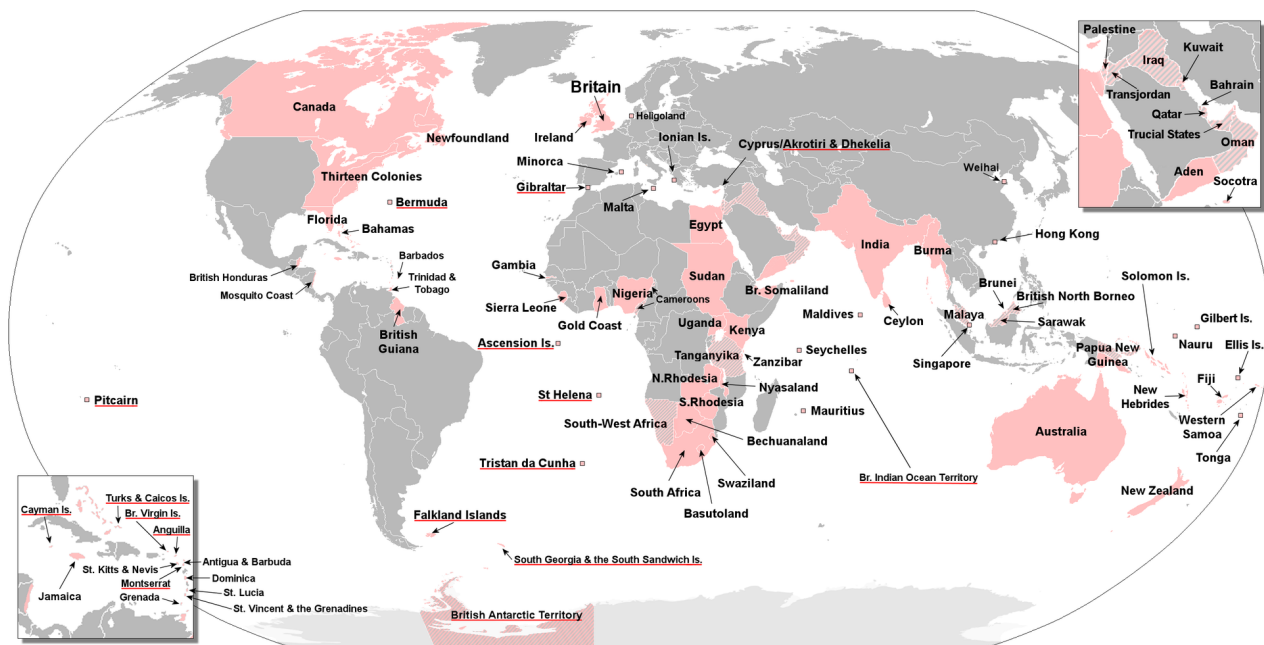 Canada
Newfoundland
Thirteen Colonies
Bermuda
Florida
Bahamas
British Honduras
Mosquito Coast
Barbados
Trinidad &
Tobago
British
Guiana
Pitcairn
Britain
Ireland
Heligoland
Ionian Is.
Minorca
Gibraltar
Malta
Cyprus/Akrotiri & Dhekelia
Weihai
Hong Kong
Egypt
India
Burma
Gambia
Sudan
Sierra Leone
Nigeria
Cameroons
Gold Coast
Br. Somaliland
Uganda
Kenya
Tanganyika
Zanzibar
Maldives
Ceylon
Seychelles
Brunei
British North Borneo
Malaya
Sarawak
Singapore
Solomon Is.
Papua New
Guinea
Gilbert Is.
Nauru
Ellis Is.
Fiji
New
Hebrides
Western
Samoa
Tonga
Ascension Is.
St Helena
Tristan da Cunha
N.Rhodesia
Nyasaland
S.Rhodesia
South-West Africa
Bechuanaland
Mauritius
Swaziland
South Africa
Basutoland
Br. Indian Ocean Territory
Australia
New Zealand
Falkland Islands
South Georgia & the South Sandwich Is.
British Antarctic Territory
Palestine
Iraq
Kuwait
Transjordan
Bahrain
Qatar
Trucial States
Oman
Aden
Socotra
Turks & Caicos Is.
Cayman Is.
Br. Virgin Is.
Anguilla
St. Kitts & Nevis
Antigua & Barbuda
Montserrat
Dominica
Jamaica
St. Lucia
Grenada
St. Vincent & the Grenadines